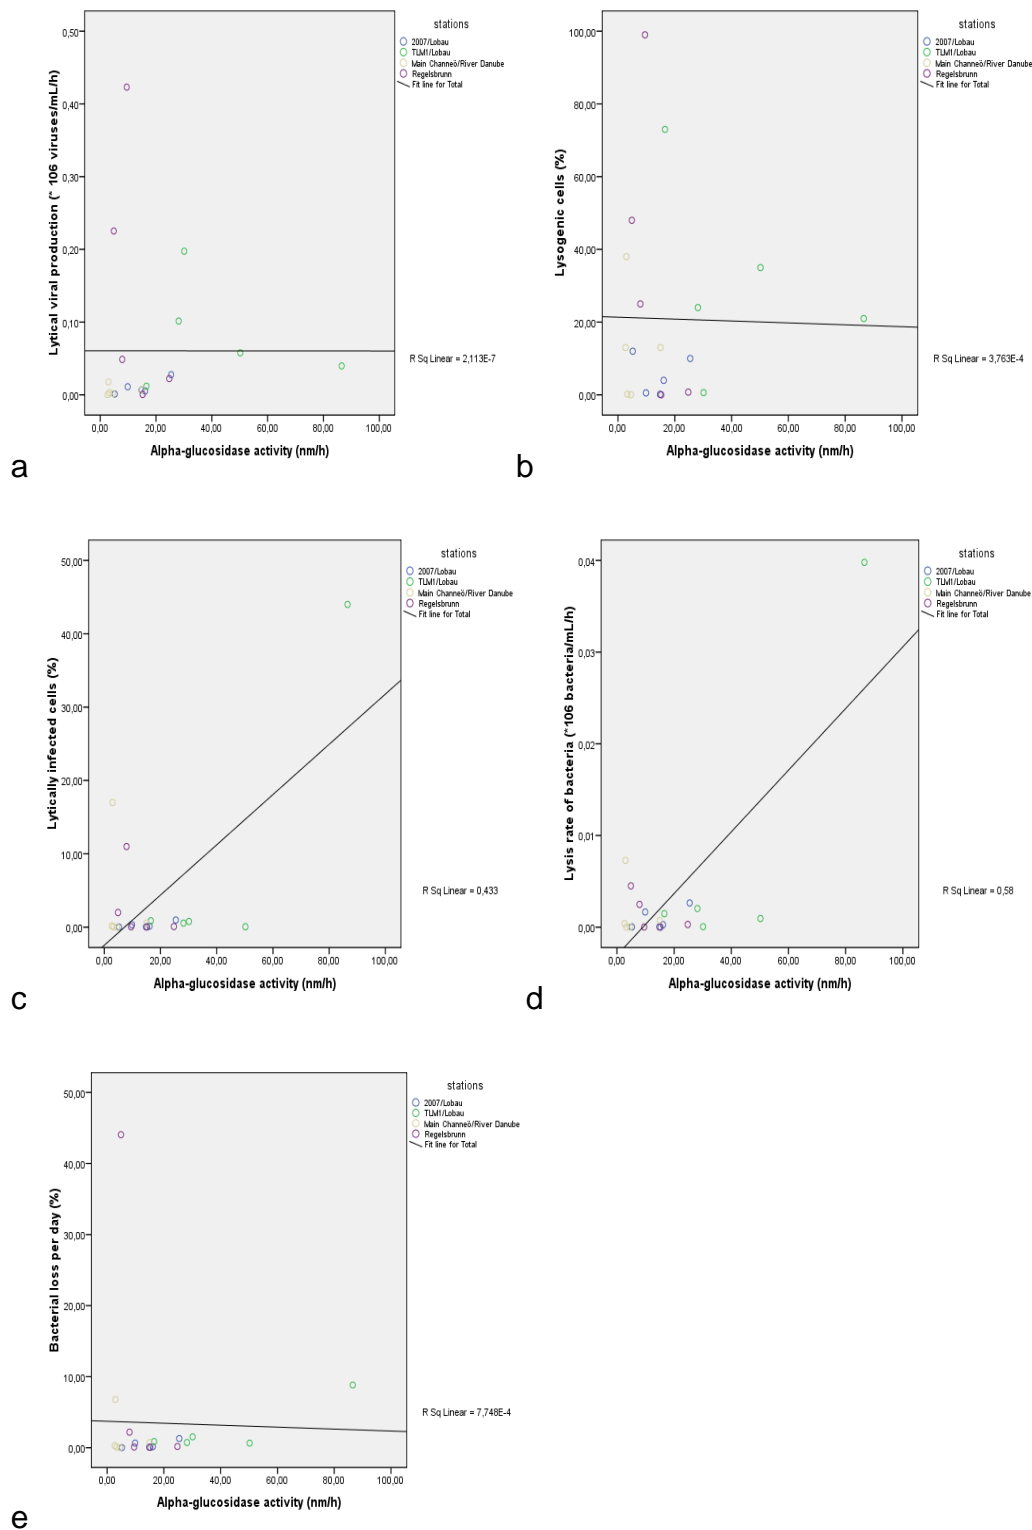 stations
2007/Lobau
TLM1/Lobau
Main Channeö/River Danube
Regelsbrunn
Fit line for Total
0,50
0,40
0,30
0,20
0,10
0,00
Lytical viral production (* 106 viruses/mL/h)
R Sq Linear = 2,113E-7
0,00 20,00 40,00 60,00 80,00 100,00
Alpha-glucosidase activity (nm/h)
a
stations
2007/Lobau
TLM1/Lobau
Main Channeö/River Danube
Regelsbrunn
Fit line for Total
100,00
80,00
60,00
40,00
20,00
0,00
Lysogenic cells (%)
R Sq Linear = 3,763E-4
0,00 20,00 40,00 60,00 80,00 100,00
Alpha-glucosidase activity (nm/h)
b
stations
2007/Lobau
TLM1/Lobau
Main Channeö/River Danube
Regelsbrunn
Fit line for Total
50,00
40,00
30,00
20,00
10,00
0,00
Lytically infected cells (%)
R Sq Linear = 0,433
0,00 20,00 40,00 60,00 80,00 100,00
Alpha-glucosidase activity (nm/h)
c
stations
2007/Lobau
TLM1/Lobau
Main Channeö/River Danube
Regelsbrunn
Fit line for Total
0,04
0,03
0,02
0,01
0,00
Lysis rate of bacteria (*106 bacteria/mL/h)
R Sq Linear = 0,58
0,00 20,00 40,00 60,00 80,00 100,00
Alpha-glucosidase activity (nm/h)
d
stations
2007/Lobau
TLM1/Lobau
Main Channeö/River Danube
Regelsbrunn
Fit line for Total
50,00
40,00
30,00
20,00
10,00
0,00
Bacterial loss per day (%)
R Sq Linear = 7,748E-4
0,00 20,00 40,00 60,00 80,00 100,00
Alpha-glucosidase activity (nm/h)
e